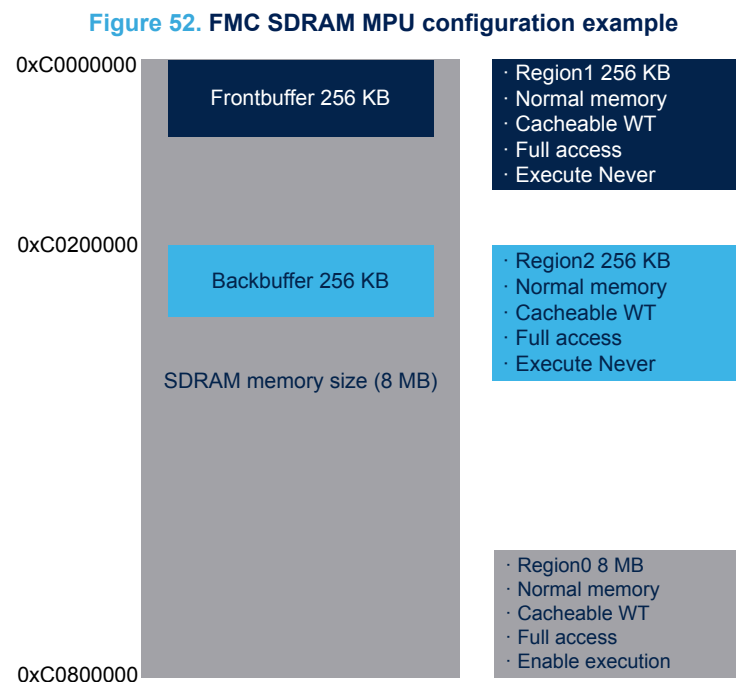 Figure 52. FMC SDRAM MPU configuration example
0xC0000000
Frontbuffer 256 KB
· Region1 256 KB
· Normal memory
· Cacheable WT
· Full access
· Execute Never
0xC0200000
Backbuffer 256 KB
· Region2 256 KB
· Normal memory
· Cacheable WT
· Full access
· Execute Never
SDRAM memory size (8 MB)
· Region0 8 MB
· Normal memory
· Cacheable WT
· Full access
· Enable execution
0xC0800000